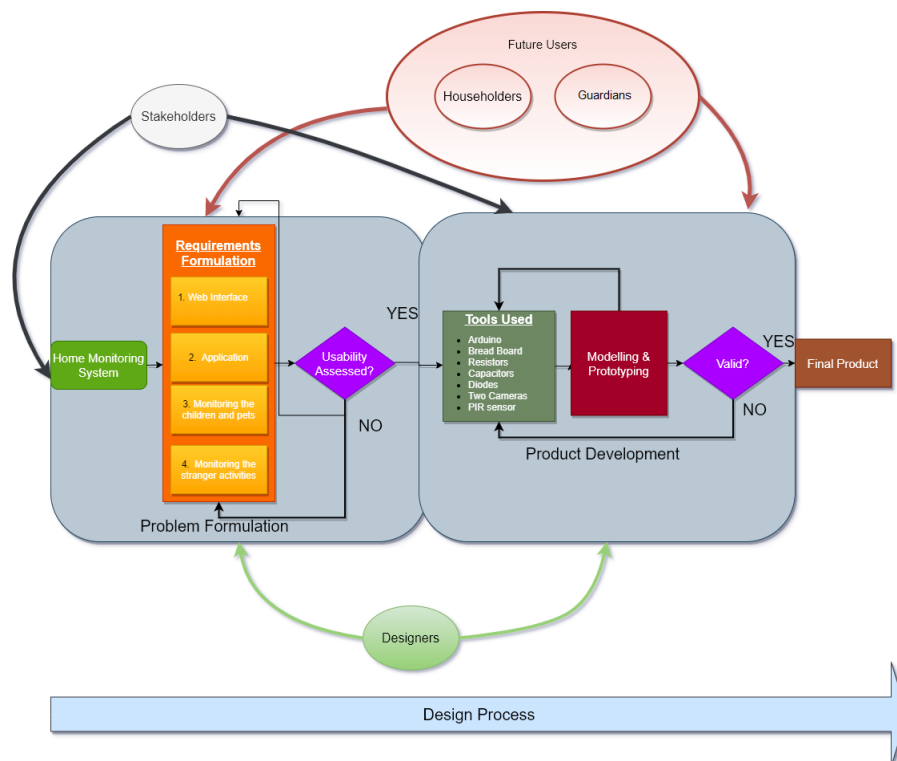 Future Users
Householders
Guardians
Stakeholders
Requirements
Formulation
1. Web Interface
2. Application
3. Monitoring the
children and pets
4. Monitoring the
stranger activities
Home Monitoring
System
Usability
Assessed?
YES
NO
Problem Formulation
Tools Used
Arduino
Bread Board
Resistors
Capacitors
Diodes
Two Cameras
PIR sensor
Modelling &
Prototyping
Valid?
YES
NO
Final Product
Product Development
Designers
Design Process